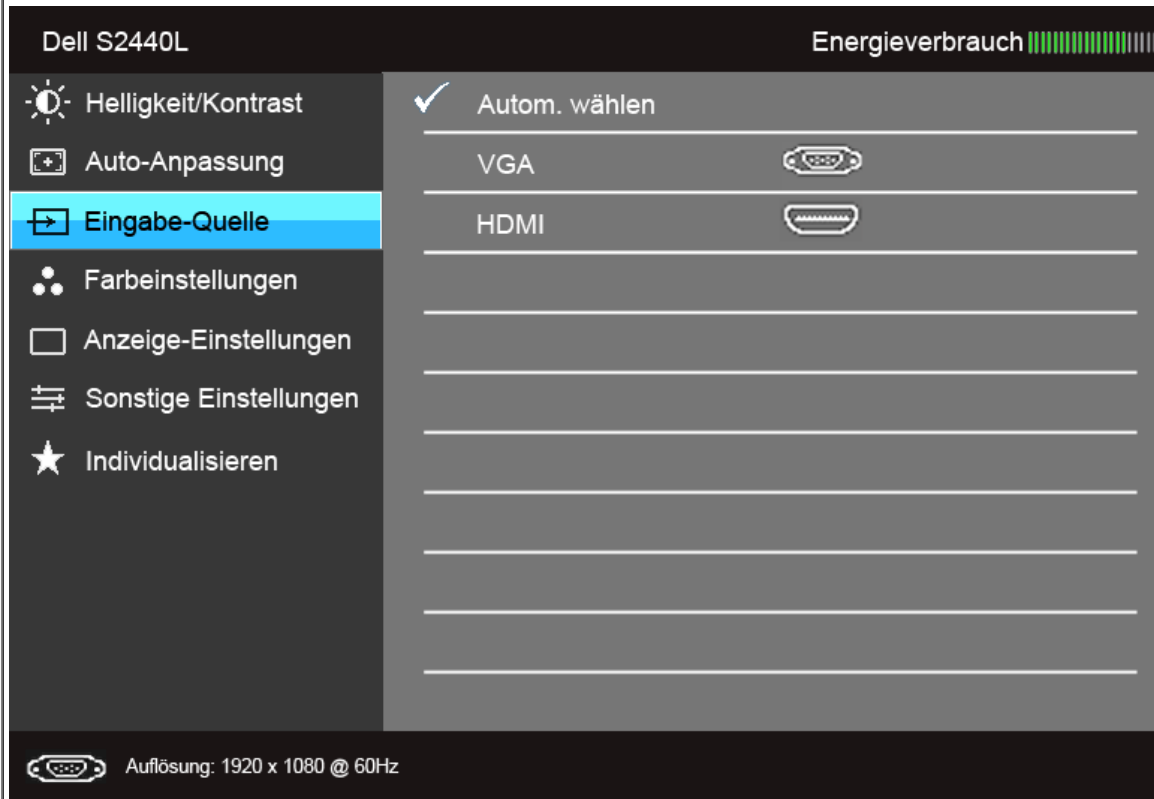 Dell S2440L Energieverbrauch
Helligkeit/Kontrast Autom. wählen
Auto-Anpassung VGA
Eingabe-Quelle HDMI
Farbeinstellungen
Anzeige-Einstellungen
Sonstige Einstellungen
Individualisieren
Auflösung: 1920 x 1080 @ 60Hz